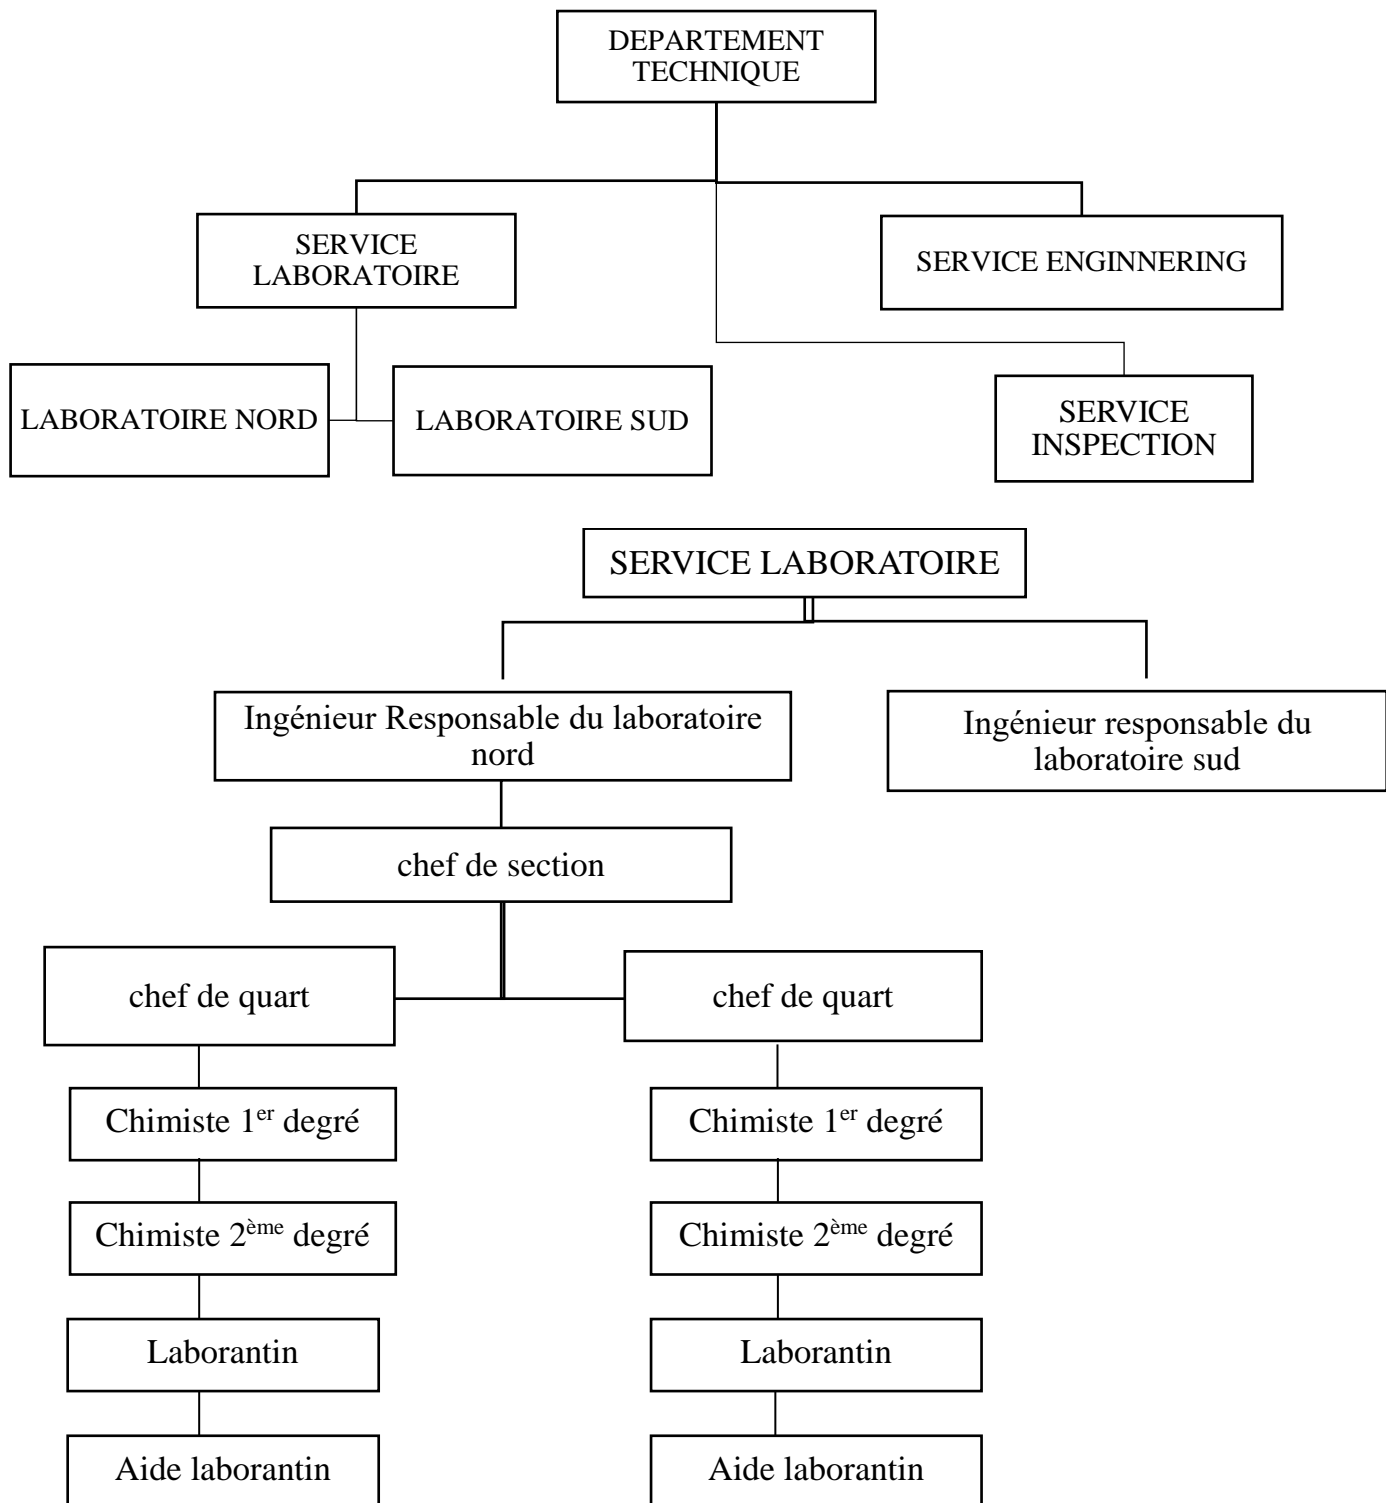 DEPARTEMENT
TECHNIQUE
SERVICE
LABORATOIRE
SERVICE ENGINNERING
LABORATOIRE NORD
LABORATOIRE SUD
SERVICE
INSPECTION
SERVICE LABORATOIRE
Ingénieur Responsable du laboratoire
nord
Ingénieur responsable du
laboratoire sud
chef de section
chef de quart
chef de quart
Chimiste 1er degré
Chimiste 1er degré
Chimiste 2ème degré
Chimiste 2ème degré
Laborantin
Laborantin
Aide laborantin
Aide laborantin